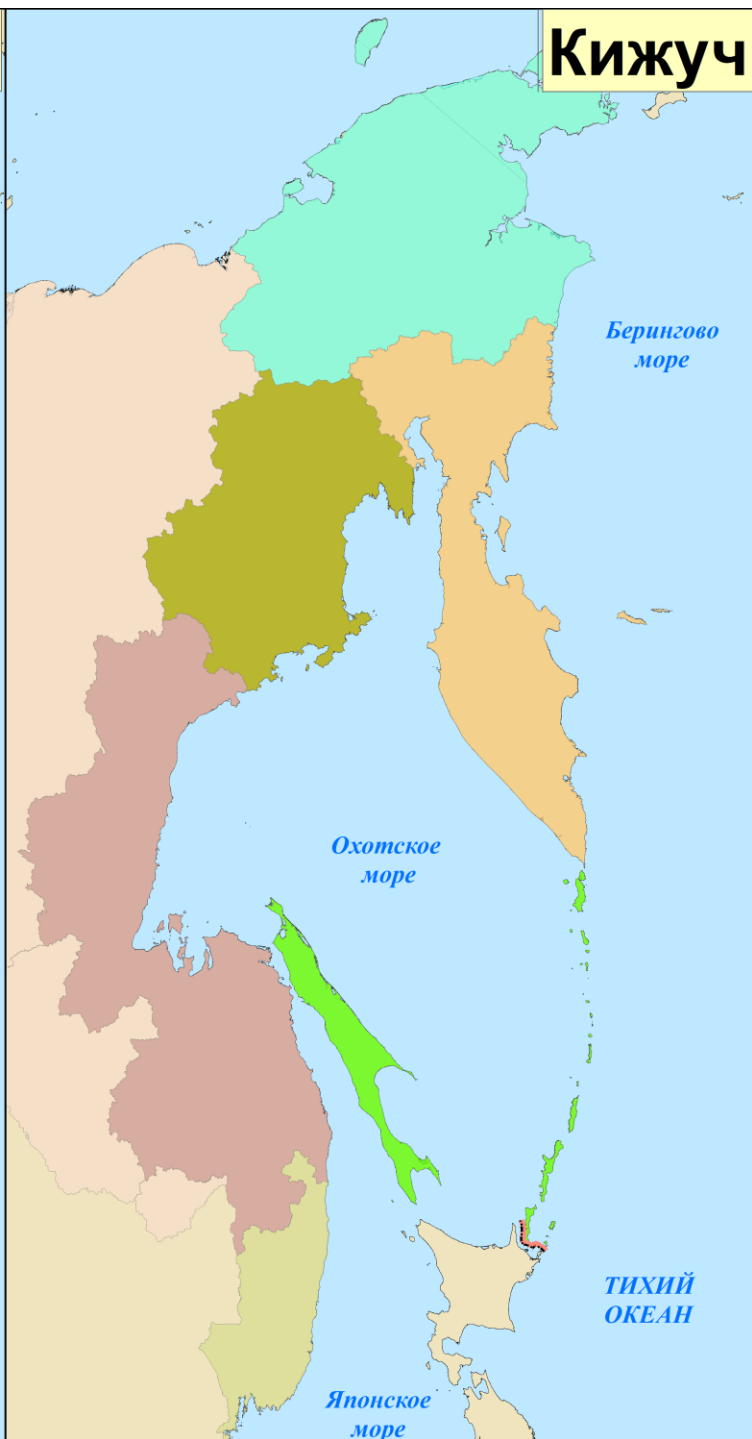 Кижуч
Берингово
море
Охотское
море
ТИХИЙ
ОКЕАН
Японское
море